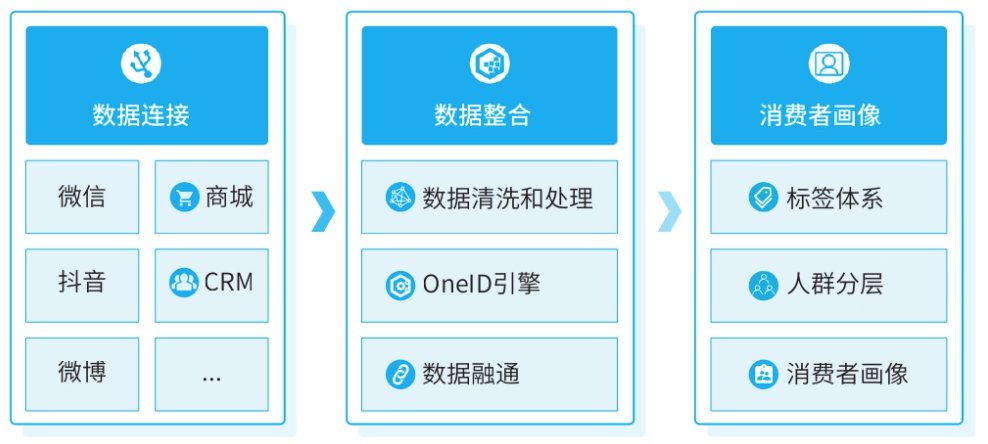 数据连接
微信
商城
抖音
CRM
微博
...
数据整合
数据清洗和处理
OneID引擎
数据融通
消费者画像
标签体系
人群分层
消费者画像